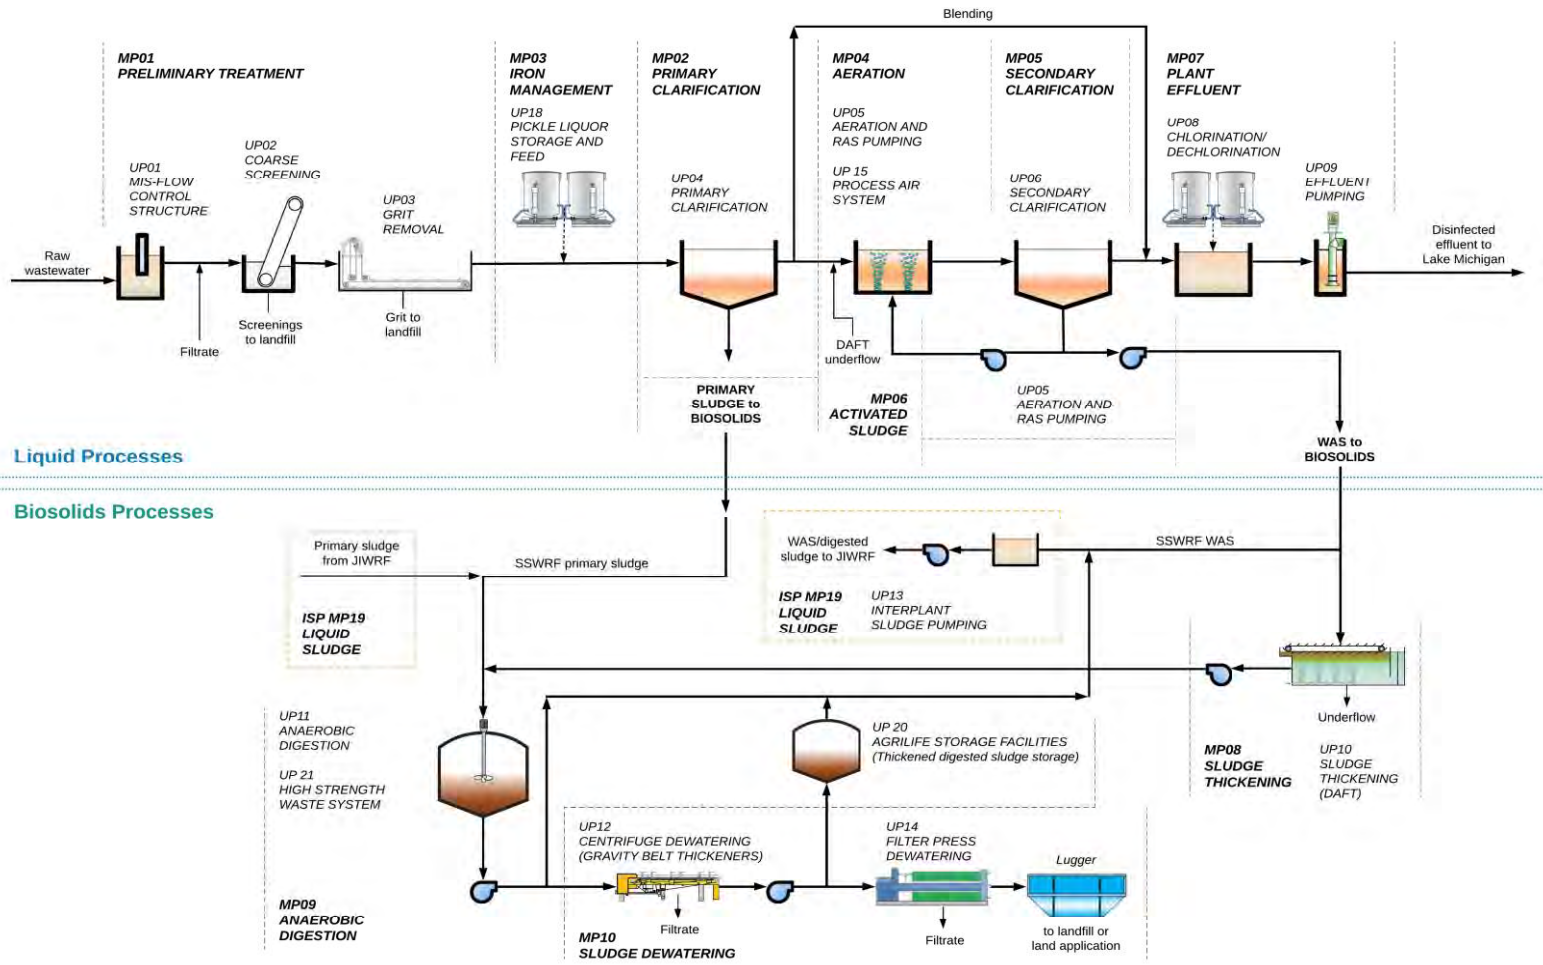 Blending
MP01
PRELIMINARY TREATMENT
MP03
IRON
MANAGEMENT
MP02
PRIMARY
CLARIFICATION
MP04
AERATION
MP05
SECONDARY
CLARIFICATION
MP07
PLANT
EFFLUENT
UP01
MIS-FLOW
CONTROL
STRUCTURE
UP02
COARSE
SCREENING
UP03
GRIT
REMOVAL
UP18
PICKLE LIQUOR
STORAGE AND
FEED
UP04
PRIMARY
CLARIFICATION
UP05
AERATION AND
RAS PUMPING
UP 15
PROCESS AIR
SYSTEM
UP06
SECONDARY
CLARIFICATION
UP08
CHLORINATION/
DECHLORINATION
UP09
EFFLUENT
PUMPING
Raw
wastewater
Disinfected
effluent to
Lake Michigan
Filtrate
Screenings
to landfill
Grit to
landfill
DAFT
underflow
PRIMARY
SLUDGE to
BIOSOLIDS
MP06
ACTIVATED
SLUDGE
UP05
AERATION AND
RAS PUMPING
WAS to
BIOSOLIDS
Liquid Processes
Biosolids Processes
Primary sludge
from JIWRF
SSWRF primary sludge
ISP MP19
LIQUID
SLUDGE
WAS/digested
sludge to JIWRF
SSWRF WAS
ISP MP19
LIQUID
SLUDGE
UP13
INTERPLANT
SLUDGE PUMPING
Underflow
MP08
SLUDGE
THICKENING
UP10
SLUDGE
THICKENING
(DAFT)
UP11
ANAEROBIC
DIGESTION
UP 21
HIGH STRENGTH
WASTE SYSTEM
UP 20
AGRILIFE STORAGE FACILITIES
(Thickened digested sludge storage)
UP12
CENTRIFUGE DEWATERING
(GRAVITY BELT THICKENERS)
UP14
FILTER PRESS
DEWATERING
Lugger
MP09
ANAEROBIC
DIGESTION
Filtrate
MP10
SLUDGE DEWATERING
Filtrate
to landfill or
land application